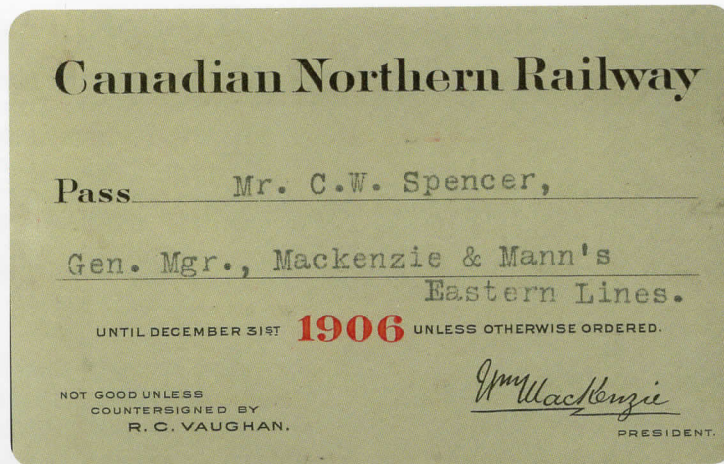 Canadian Northern Railway
Pass Mr. C.W. Spencer,
Gen. Mgr., Mackenzie & Mann's
Eastern Lines.
UNTIL DECEMBER 31ST 1906 UNLESS OTHERWISE ORDERED.
NOT GOOD UNLESS
COUNTERSIGNED BY
R. C. VAUGHAN.
Wm MacKenzie
PRESIDENT.